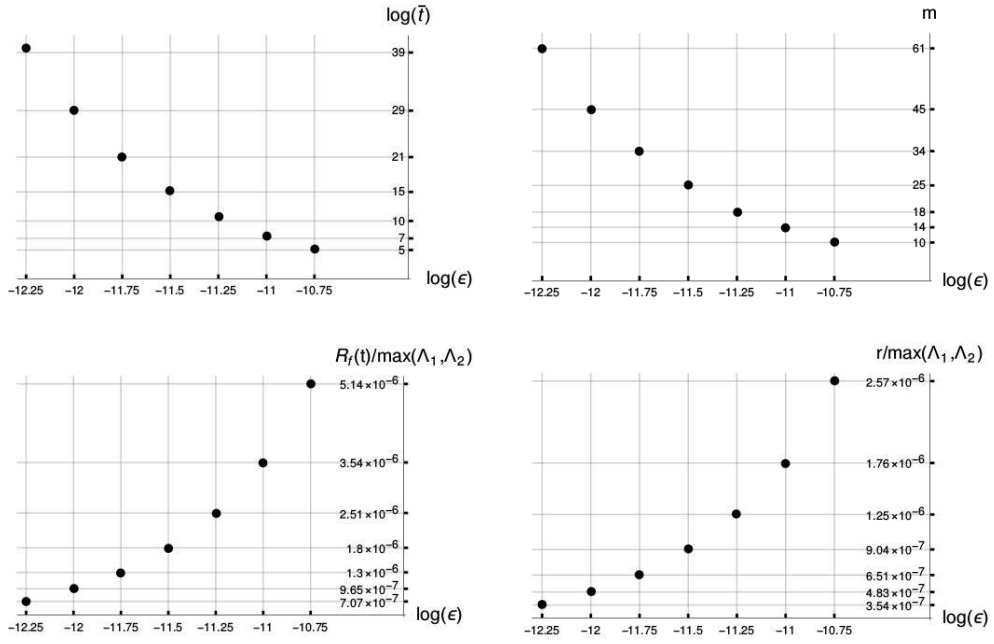 log(t̄)
39
29
21
15
10
7
5
−12.25 −12 −11.75 −11.5 −11.25 −11 −10.75
log(ϵ)
m
61
45
34
25
18
14
10
−12.25 −12 −11.75 −11.5 −11.25 −11 −10.75
log(ϵ)
R_f(t)/max(Λ₁,Λ₂)
5.14×10⁻⁶
3.54×10⁻⁶
2.51×10⁻⁶
1.8×10⁻⁶
1.3×10⁻⁶
9.65×10⁻⁷
7.07×10⁻⁷
−12.25 −12 −11.75 −11.5 −11.25 −11 −10.75
log(ϵ)
r/max(Λ₁,Λ₂)
2.57×10⁻⁶
1.76×10⁻⁶
1.25×10⁻⁶
9.04×10⁻⁷
6.51×10⁻⁷
4.83×10⁻⁷
3.54×10⁻⁷
−12.25 −12 −11.75 −11.5 −11.25 −11 −10.75
log(ϵ)